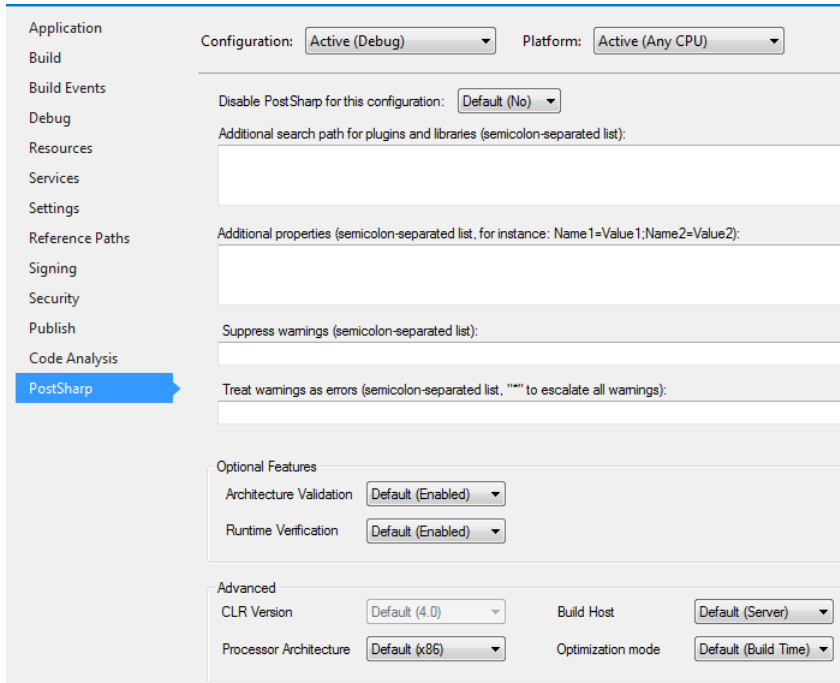 Application
Build
Build Events
Debug
Resources
Services
Settings
Reference Paths
Signing
Security
Publish
Code Analysis
PostSharp
Configuration: Active (Debug) Platform: Active (Any CPU)
Disable PostSharp for this configuration: Default (No)
Additional search path for plugins and libraries (semicolon-separated list):
Additional properties (semicolon-separated list, for instance: Name1=Value1;Name2=Value2):
Suppress warnings (semicolon-separated list):
Treat warnings as errors (semicolon-separated list, "*" to escalate all warnings):
Optional Features
Architecture Validation Default (Enabled)
Runtime Verification Default (Enabled)
Advanced
CLR Version Default (4.0) Build Host Default (Server)
Processor Architecture Default (x86) Optimization mode Default (Build Time)